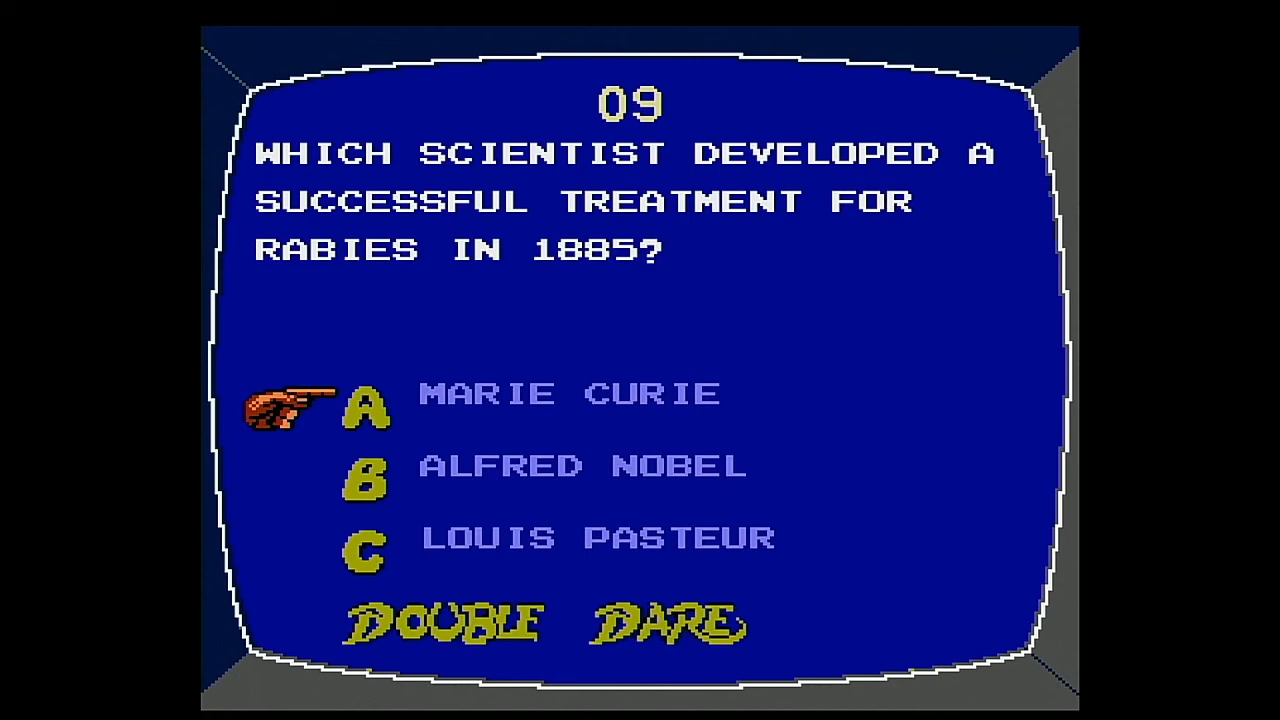 09
WHICH SCIENTIST DEVELOPED A
SUCCESSFUL TREATMENT FOR
RABIES IN 1885?
A MARIE CURIE
B ALFRED NOBEL
C LOUIS PASTEUR
DOUBLE DARE